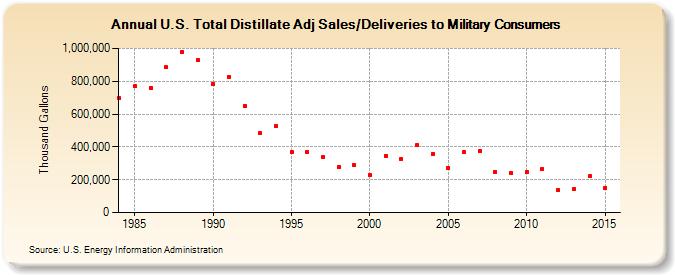 Annual U.S. Total Distillate Adj Sales/Deliveries to Military Consumers
Thousand Gallons
1,000,000
800,000
600,000
400,000
200,000
0
1985 1990 1995 2000 2005 2010 2015
Source: U.S. Energy Information Administration